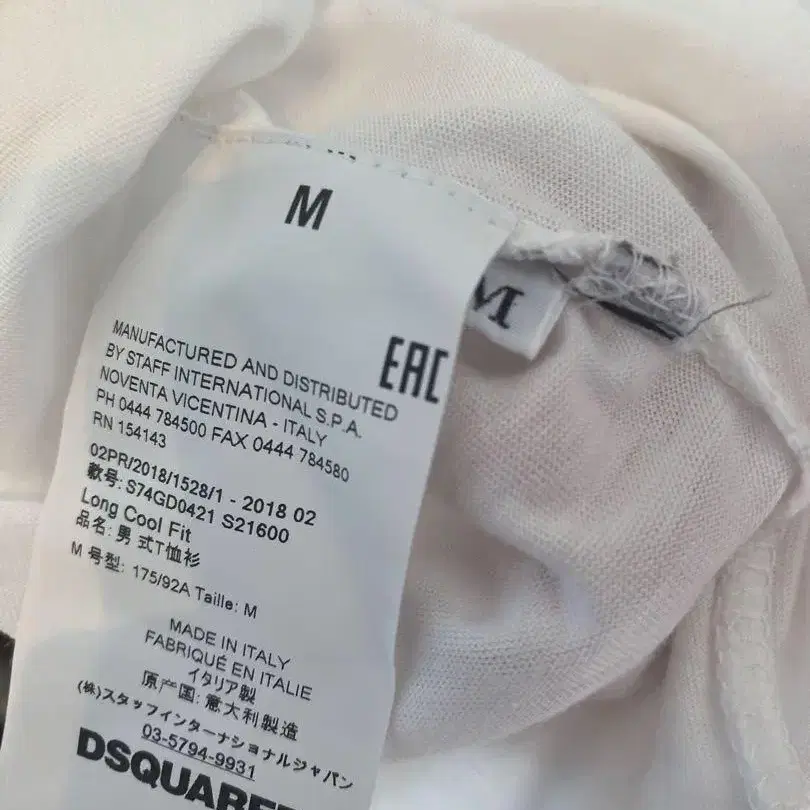 M
M
MANUFACTURED AND DISTRIBUTED
BY STAFF INTERNATIONAL S.P.A.
NOVENTA VICENTINA - ITALY
PH 0444 784500 FAX 0444 784580
RN 154143
EAC
02PR/2018/1528/1 - 2018 02
款号: S74GD0421 S21600
Long Cool Fit
品名: 男式T恤衫
M 号型: 175/92A Taille: M
MADE IN ITALY
FABRIQUÉ EN ITALIE
イタリア製
原产国: 意大利製造
(株)スタッフインターナショナルジャパン
03-5794-9931